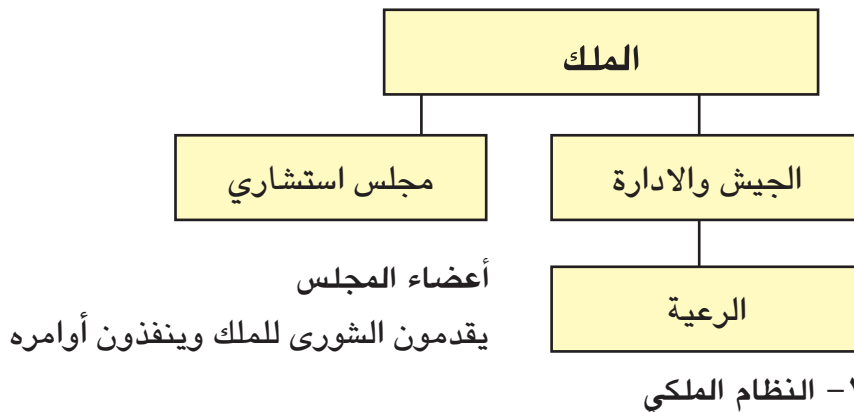 الملك
الجيش والادارة
مجلس استشاري
الرعية
أعضاء المجلس
يقدمون الشورى للملك وينفذون أوامره
- النظام الملكي